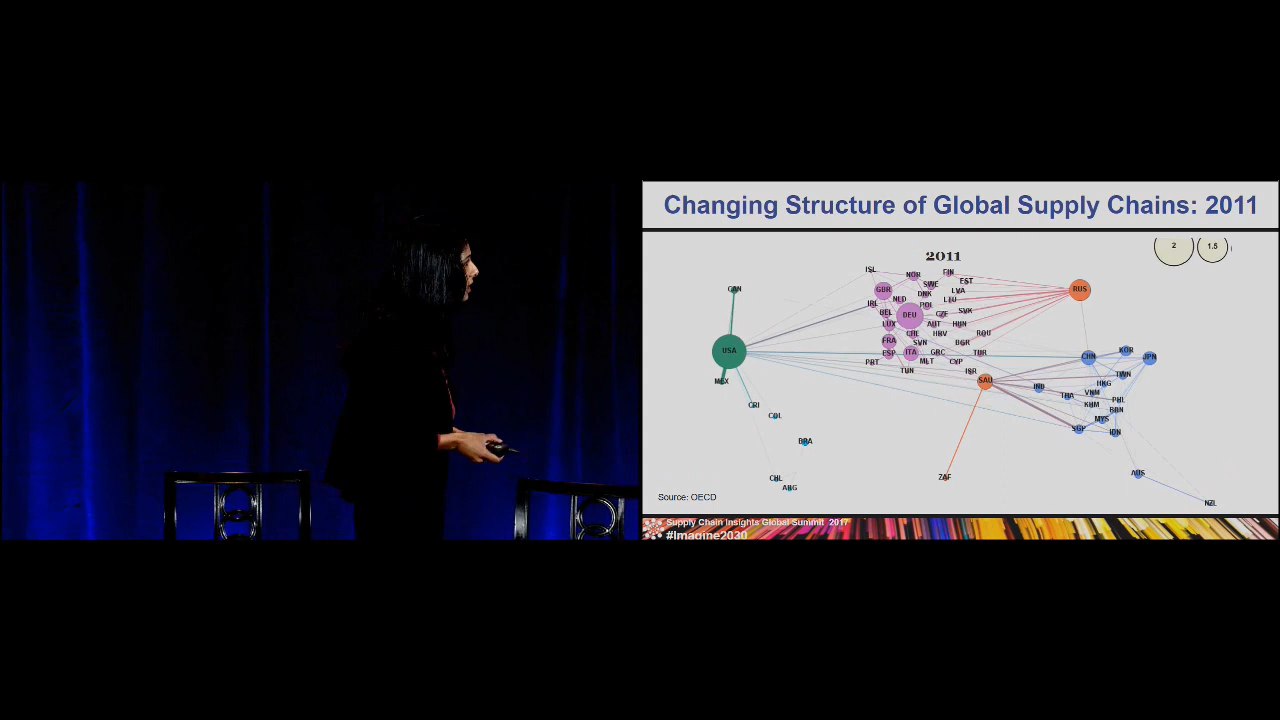 Changing Structure of Global Supply Chains: 2011
2011
2
1.5
ISL
NOR
FIN
EST
SWE
GBR
NLD
DNK
LVA
RUS
CAN
IRL
POL
LTU
BEL
DEU
CZE
SVK
LUX
AUT
HUN
CHE
HRV
ROU
FRA
SVN
BGR
USA
ESP
ITA
GRC
TUR
CHN
KOR
JPN
PRT
MLT
CYP
TUN
ISR
TWN
MEX
SAU
IND
HKG
THA
VNM
PHL
CRI
KHM
BRN
COL
MYS
SGP
IDN
BRA
CHL
ZAF
AUS
ARG
NZL
Source: OECD
Supply Chain Insights Global Summit 2017
#Imagine2030